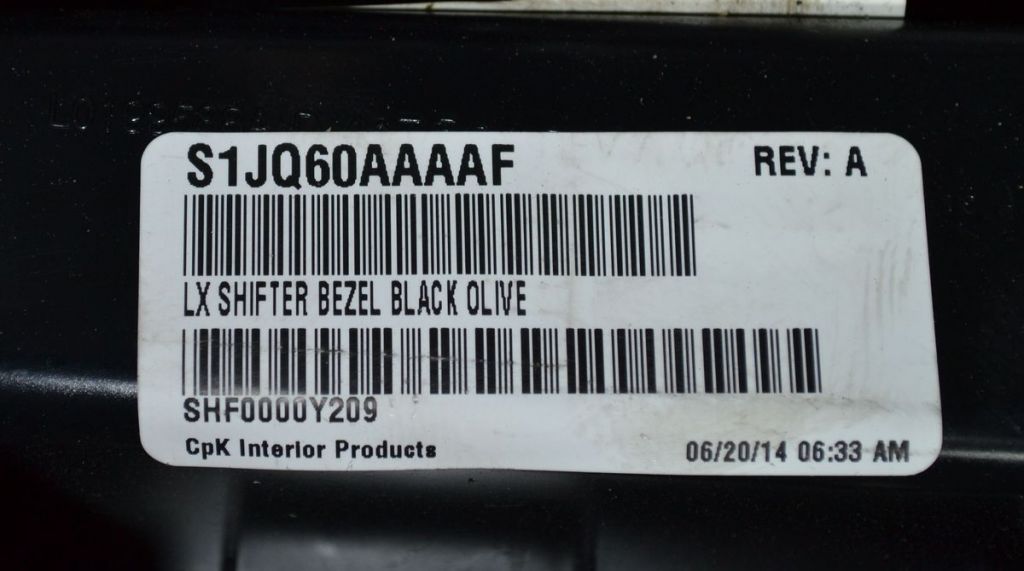 S1JQ60AAAAF REV: A
LX SHIFTER BEZEL BLACK OLIVE
SHF0000Y209
CpK Interior Products 06/20/14 06:33 AM